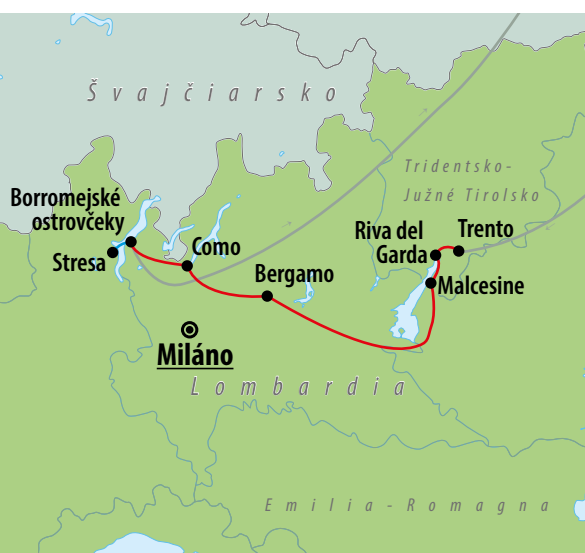 Švajčiarsko
Tridentsko-
Južné Tirolsko
Borromejské
ostrovčeky
Stresa
Como
Bergamo
Riva del
Garda
Trento
Malcesine
Miláno
Lombardia
Emilia-Romagna